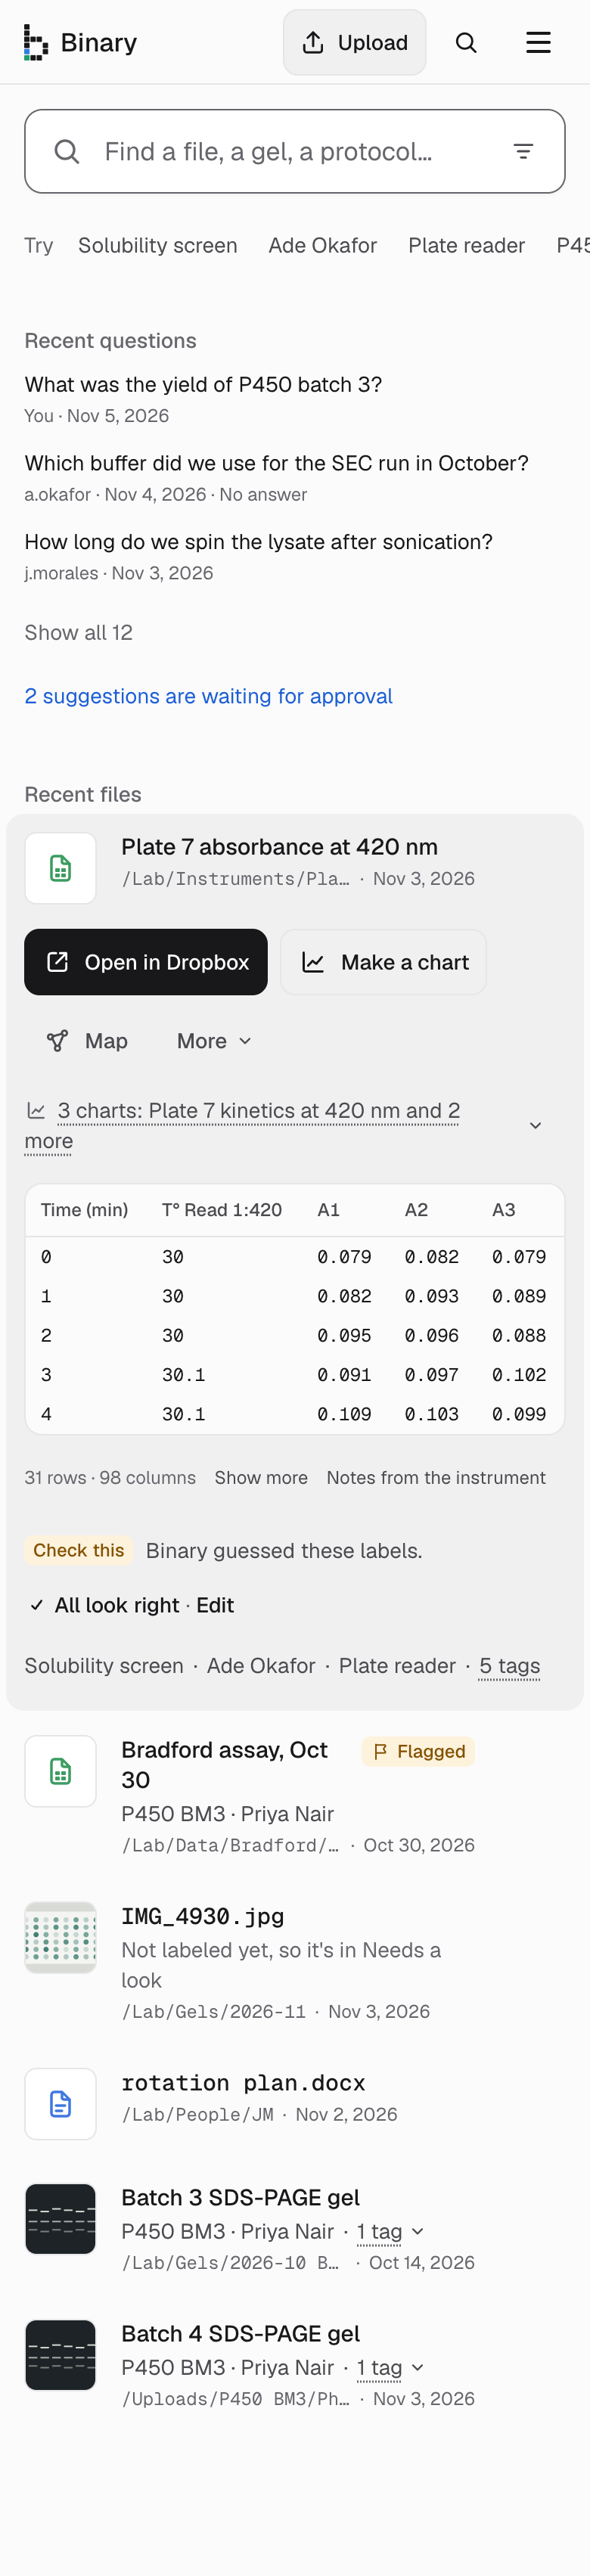 Binary
Upload
Find a file, a gel, a protocol...
Try Solubility screen Ade Okafor Plate reader P45
Recent questions
What was the yield of P450 batch 3?
You · Nov 5, 2026
Which buffer did we use for the SEC run in October?
a.okafor · Nov 4, 2026 · No answer
How long do we spin the lysate after sonication?
j.morales · Nov 3, 2026
Show all 12
2 suggestions are waiting for approval
Recent files
Plate 7 absorbance at 420 nm
/Lab/Instruments/Pla… · Nov 3, 2026
Open in Dropbox
Make a chart
Map
More
3 charts: Plate 7 kinetics at 420 nm and 2
more
Time (min) T° Read 1:420 A1 A2 A3
0 30 0.079 0.082 0.079
1 30 0.082 0.093 0.089
2 30 0.095 0.096 0.088
3 30.1 0.091 0.097 0.102
4 30.1 0.109 0.103 0.099
31 rows · 98 columns Show more Notes from the instrument
Check this Binary guessed these labels.
All look right · Edit
Solubility screen · Ade Okafor · Plate reader · 5 tags
Bradford assay, Oct
30
Flagged
P450 BM3 · Priya Nair
/Lab/Data/Bradford/… · Oct 30, 2026
IMG_4930.jpg
Not labeled yet, so it's in Needs a
look
/Lab/Gels/2026-11 · Nov 3, 2026
rotation plan.docx
/Lab/People/JM · Nov 2, 2026
Batch 3 SDS-PAGE gel
P450 BM3 · Priya Nair · 1 tag
/Lab/Gels/2026-10 B… · Oct 14, 2026
Batch 4 SDS-PAGE gel
P450 BM3 · Priya Nair · 1 tag
/Uploads/P450 BM3/Ph… · Nov 3, 2026